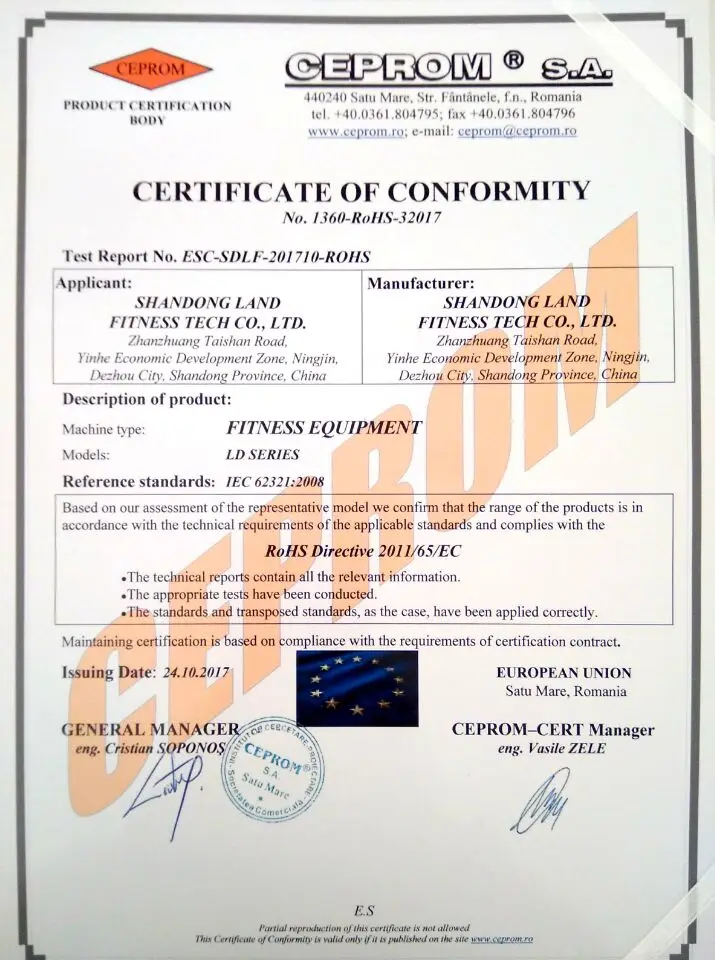 CEPROM
PRODUCT CERTIFICATION
BODY
CEPROM ® S.A.
440240 Satu Mare, Str. Fântânele, f.n., Romania
tel. +40.0361.804795; fax +40.0361.804796
www.ceprom.ro; e-mail: ceprom@ceprom.ro
CERTIFICATE OF CONFORMITY
No. 1360-RoHS-32017
Test Report No. ESC-SDLF-201710-ROHS
Applicant:
SHANDONG LAND
FITNESS TECH CO., LTD.
Zhanzhuang Taishan Road,
Yinhe Economic Development Zone, Ningjin,
Dezhou City, Shandong Province, China
Manufacturer:
SHANDONG LAND
FITNESS TECH CO., LTD.
Zhanzhuang Taishan Road,
Yinhe Economic Development Zone, Ningjin,
Dezhou City, Shandong Province, China
Description of product:
Machine type: FITNESS EQUIPMENT
Models: LD SERIES
Reference standards: IEC 62321:2008
Based on our assessment of the representative model we confirm that the range of the products is in
accordance with the technical requirements of the applicable standards and complies with the
RoHS Directive 2011/65/EC
•The technical reports contain all the relevant information.
•The appropriate tests have been conducted.
•The standards and transposed standards, as the case, have been applied correctly.
Maintaining certification is based on compliance with the requirements of certification contract.
Issuing Date: 24.10.2017
EUROPEAN UNION
Satu Mare, Romania
GENERAL MANAGER
eng. Cristian SOPONOŞ
CEPROM–CERT Manager
eng. Vasile ZELE
CEPROM®
S.A.
Satu Mare
CEPROM
E.S
Partial reproduction of this certificate is not allowed
This Certificate of Conformity is valid only if it is published on the site www.ceprom.ro